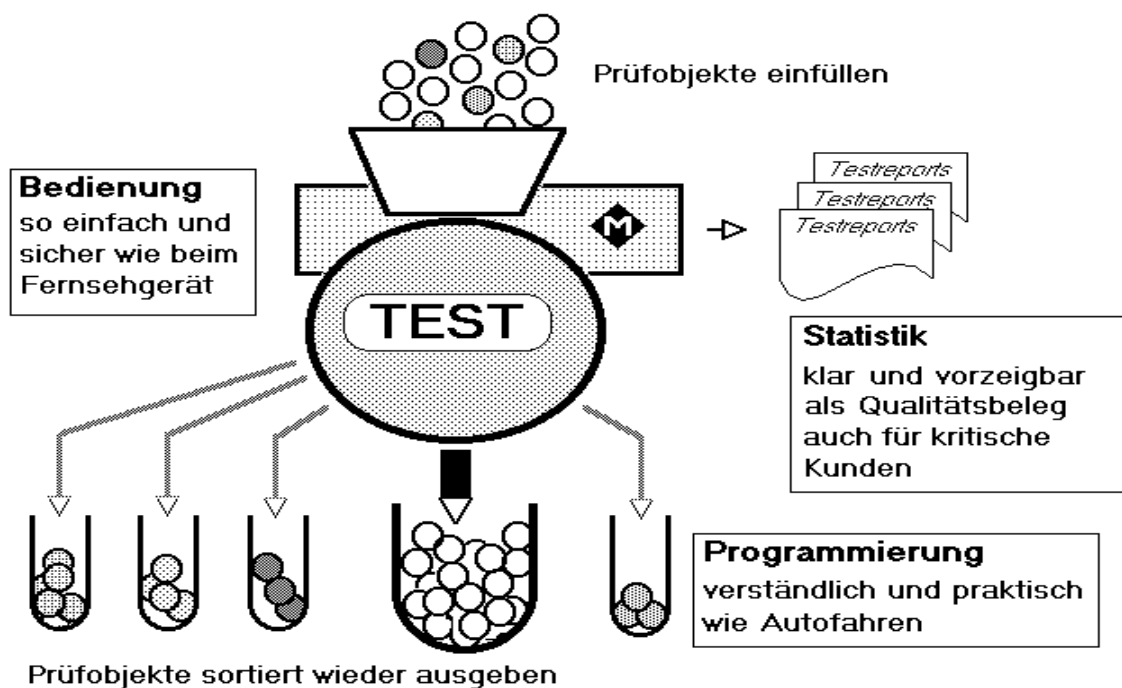 Prüfobjekte einfüllen
Bedienung
so einfach und
sicher wie beim
Fernsehgerät
M
Testreports
Testreports
Testreports
TEST
Statistik
klar und vorzeigbar
als Qualitätsbeleg
auch für kritische
Kunden
Programmierung
verständlich und praktisch
wie Autofahren
Prüfobjekte sortiert wieder ausgeben